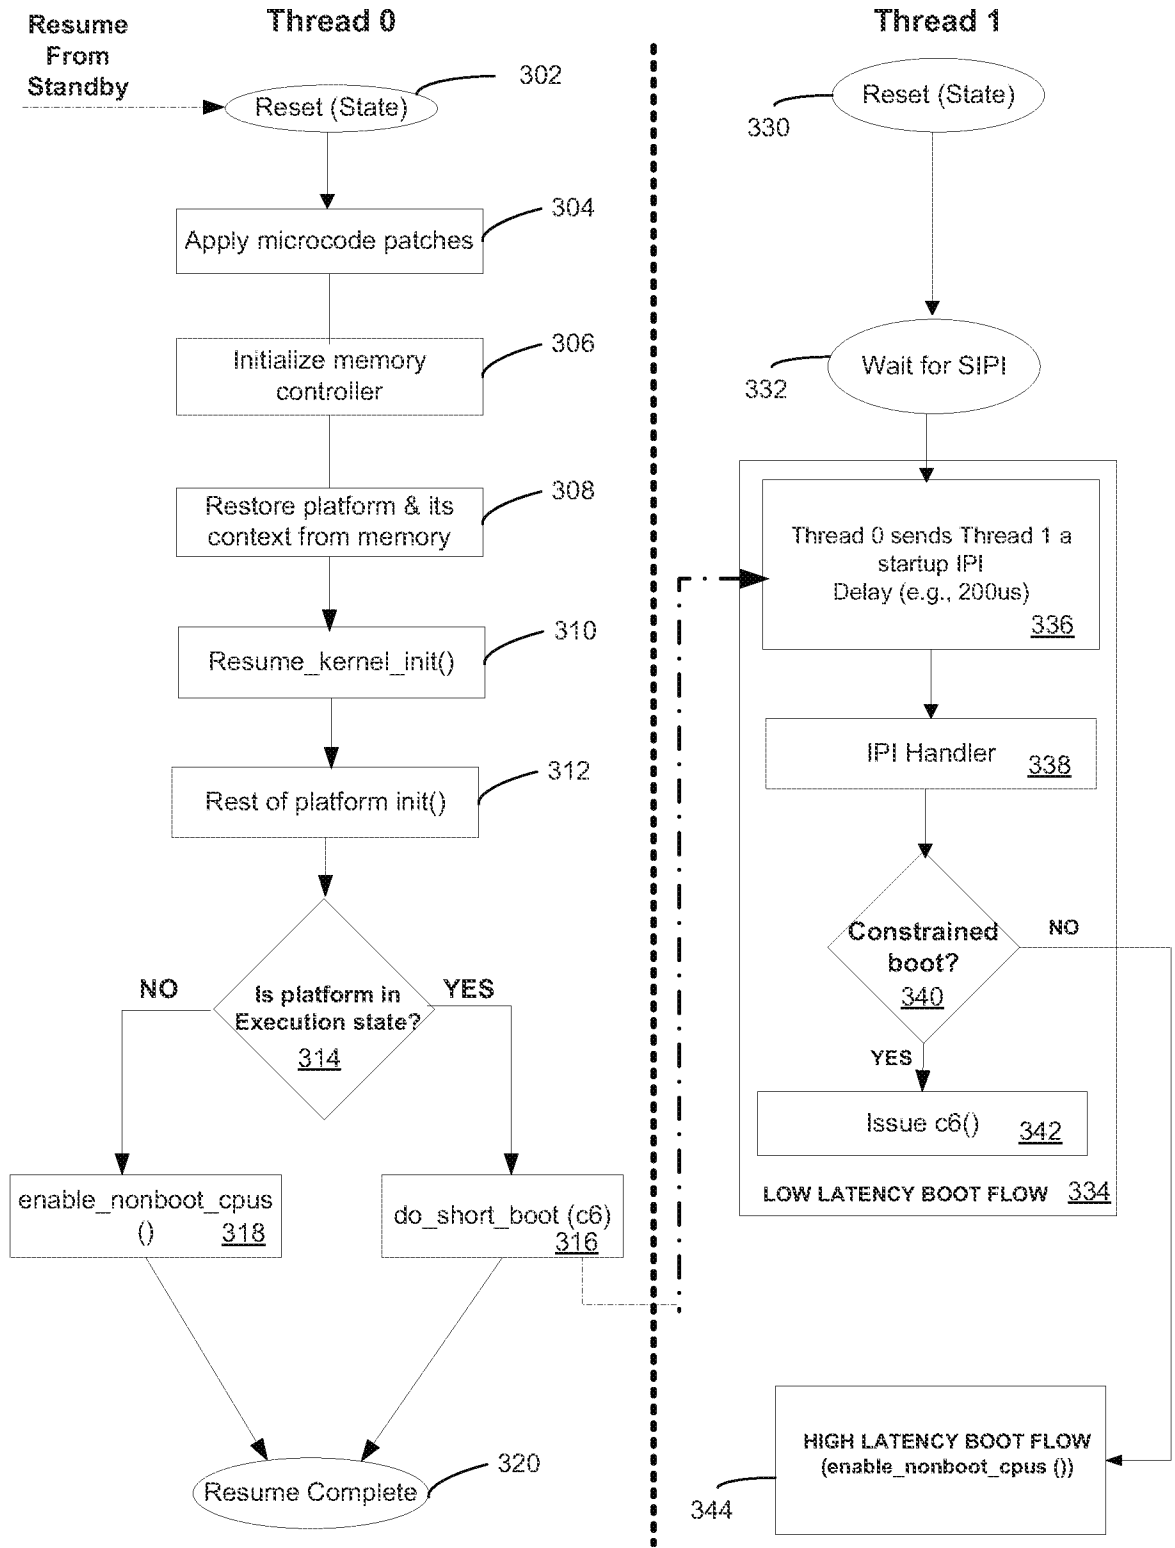 Resume
From
Standby
Thread 0
302
Reset (State)
304
Apply microcode patches
306
Initialize memory
controller
308
Restore platform & its
context from memory
310
Resume_kernel_init()
312
Rest of platform init()
Is platform in
Execution state?
314
NO
YES
enable_nonboot_cpus
()
318
do_short_boot (c6)
316
320
Resume Complete
Thread 1
Reset (State)
330
Wait for SIPI
332
Thread 0 sends Thread 1 a
startup IPI
Delay (e.g., 200us)
336
IPI Handler
338
Constrained
boot?
340
NO
YES
Issue c6()
342
LOW LATENCY BOOT FLOW 334
HIGH LATENCY BOOT FLOW
(enable_nonboot_cpus ())
344